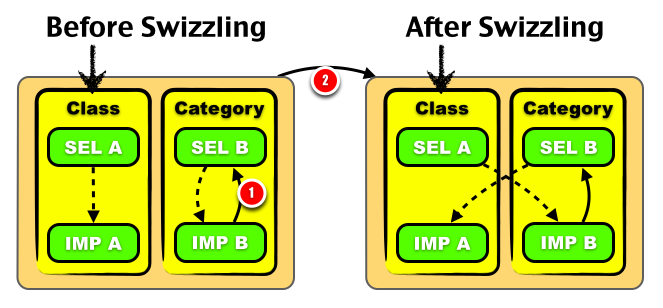 Before Swizzling
After Swizzling
2
Class
Category
SEL A
SEL B
1
IMP A
IMP B
Class
Category
SEL A
SEL B
IMP A
IMP B